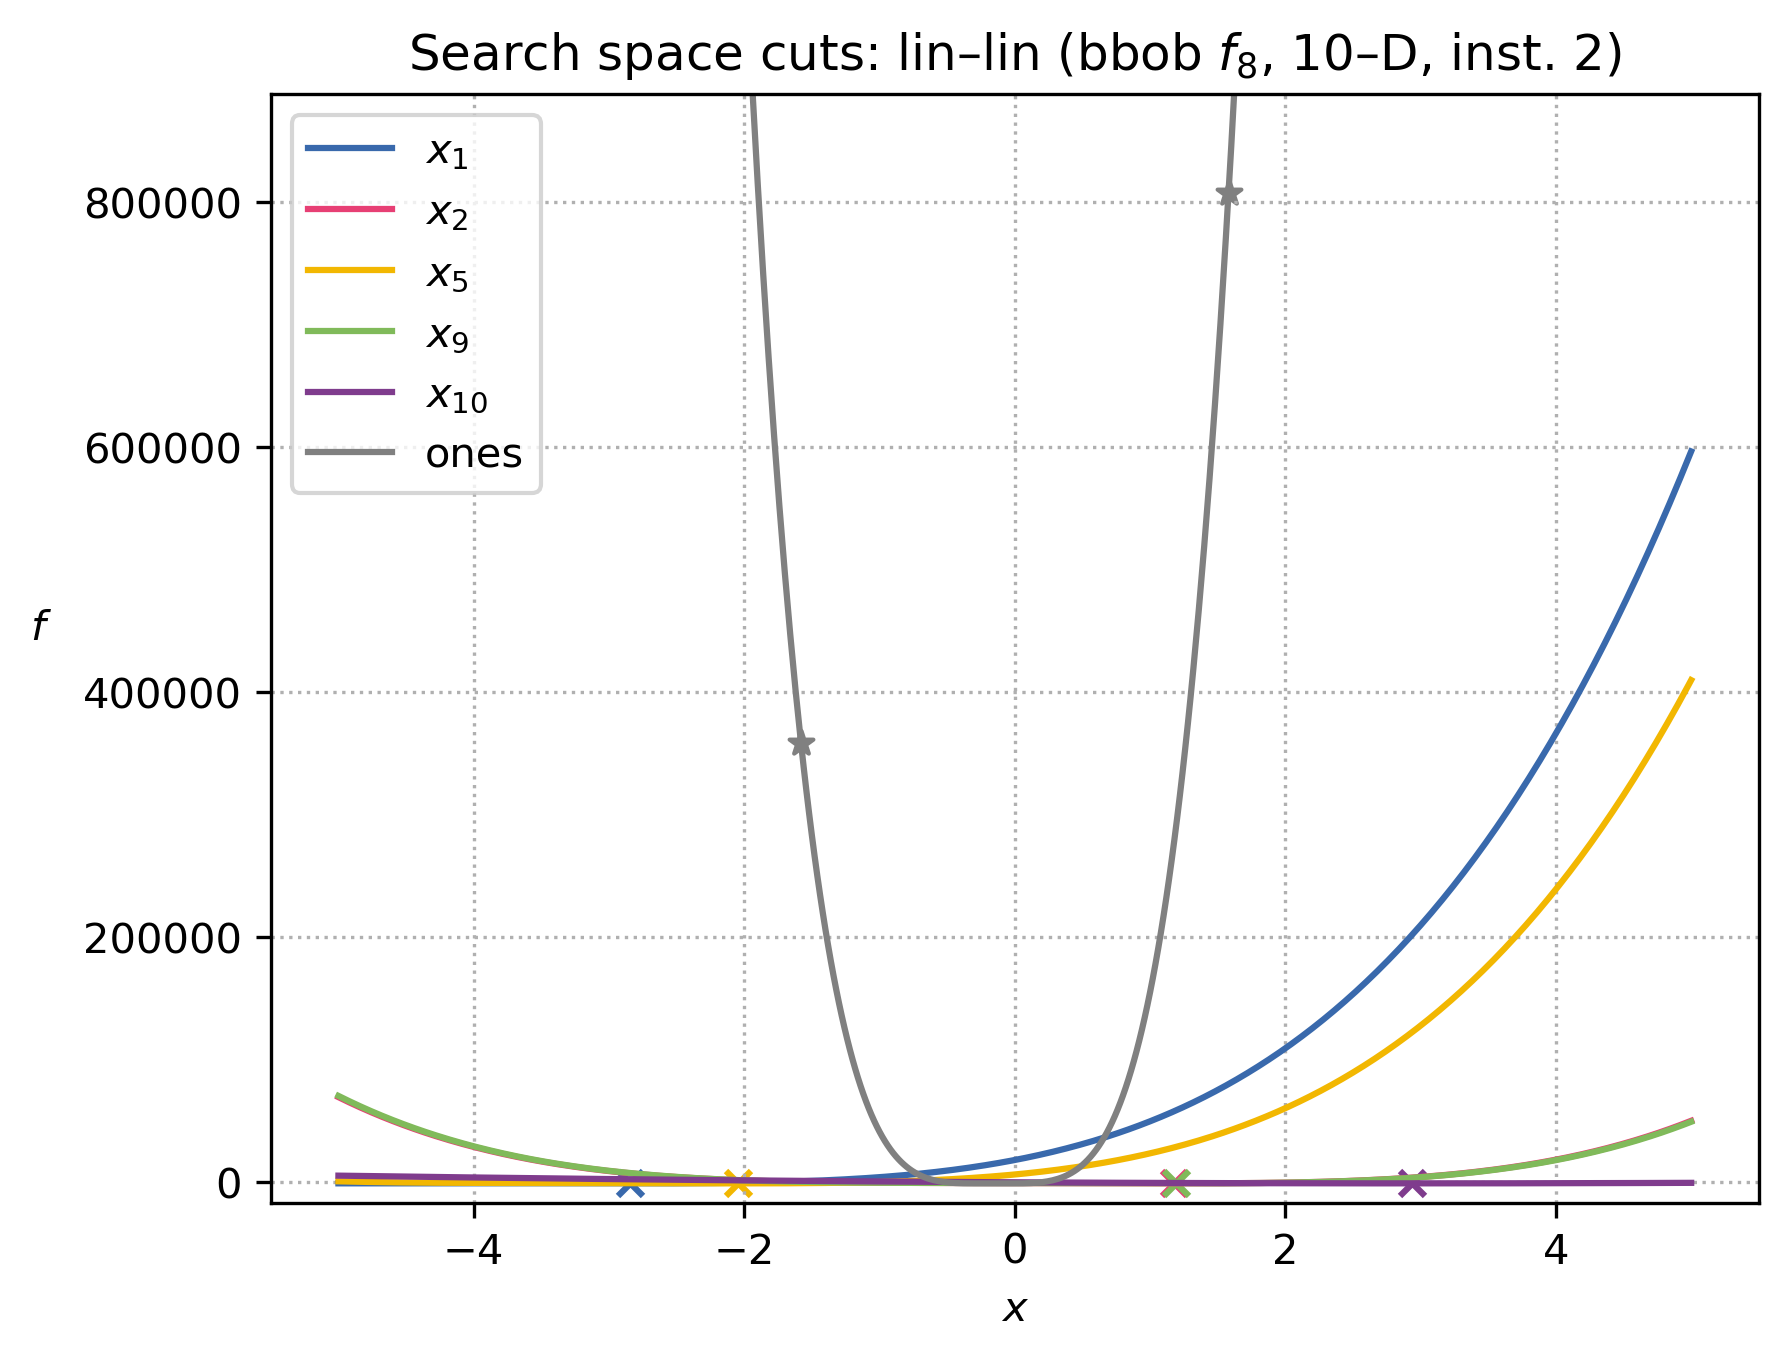 Search space cuts: lin–lin (bbob f₈, 10–D, inst. 2)
x₁
x₂
x₅
x₉
x₁₀
ones
800000
600000
400000
200000
0
f
−4 −2 0 2 4
x